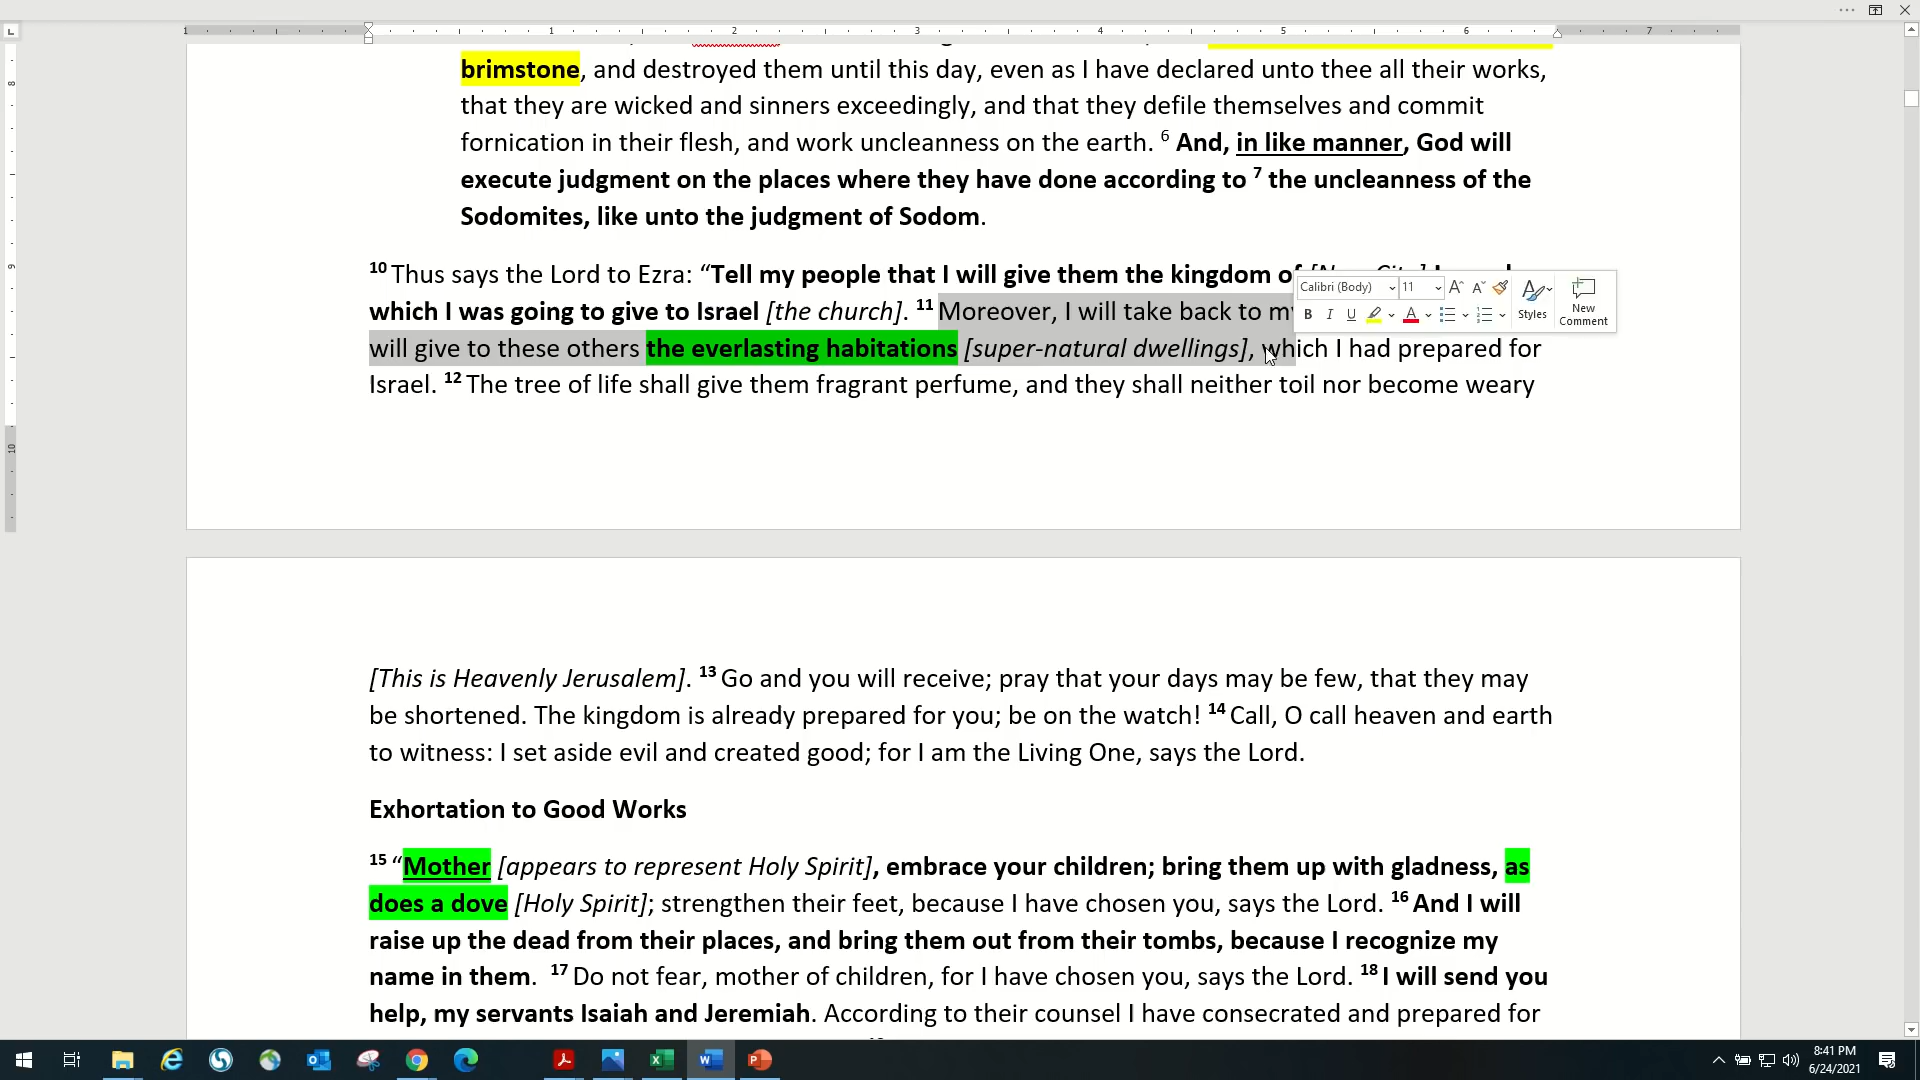 1 1 2 3 4 5 6 7
brimstone, and destroyed them until this day, even as I have declared unto thee all their works,
that they are wicked and sinners exceedingly, and that they defile themselves and commit
fornication in their flesh, and work uncleanness on the earth. 6 And, in like manner, God will
execute judgment on the places where they have done according to 7 the uncleanness of the
Sodomites, like unto the judgment of Sodom.
10 Thus says the Lord to Ezra: “Tell my people that I will give them the kingdom of
which I was going to give to Israel [the church]. 11 Moreover, I will take back to
will give to these others the everlasting habitations [super-natural dwellings], which I had prepared for
Israel. 12 The tree of life shall give them fragrant perfume, and they shall neither toil nor become weary
Calibri (Body) 11
B I U A Styles New
Comment
[This is Heavenly Jerusalem]. 13 Go and you will receive; pray that your days may be few, that they may
be shortened. The kingdom is already prepared for you; be on the watch! 14 Call, O call heaven and earth
to witness: I set aside evil and created good; for I am the Living One, says the Lord.
Exhortation to Good Works
15 “Mother [appears to represent Holy Spirit], embrace your children; bring them up with gladness, as
does a dove [Holy Spirit]; strengthen their feet, because I have chosen you, says the Lord. 16 And I will
raise up the dead from their places, and bring them out from their tombs, because I recognize my
name in them. 17 Do not fear, mother of children, for I have chosen you, says the Lord. 18 I will send you
help, my servants Isaiah and Jeremiah. According to their counsel I have consecrated and prepared for
8:41 PM
6/24/2021